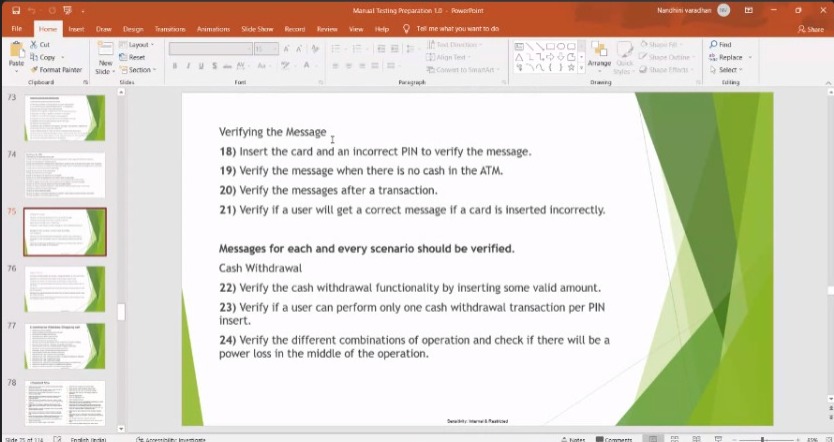 Manual Testing Preparation 1.0 - PowerPoint
Nandhini varadhan
File Home Insert Draw Design Transitions Animations Slide Show Record Review View Help Tell me what you want to do
Share
Cut
Copy
Format Painter
Paste
Clipboard
New
Slide
Layout
Reset
Section
Slides
Font
Text Direction
Align Text
Convert to SmartArt
Paragraph
Arrange
Quick
Styles
Shape Fill
Shape Outline
Shape Effects
Drawing
Find
Replace
Select
Editing
73
74
75
76
77
78
Verifying the Message
18) Insert the card and an incorrect PIN to verify the message.
19) Verify the message when there is no cash in the ATM.
20) Verify the messages after a transaction.
21) Verify if a user will get a correct message if a card is inserted incorrectly.
Messages for each and every scenario should be verified.
Cash Withdrawal
22) Verify the cash withdrawal functionality by inserting some valid amount.
23) Verify if a user can perform only one cash withdrawal transaction per PIN
insert.
24) Verify the different combinations of operation and check if there will be a
power loss in the middle of the operation.
Sensitivity: Internal & Restricted
Slide 75 of 114 English (India) Accessibility: Investigate
Notes Comments